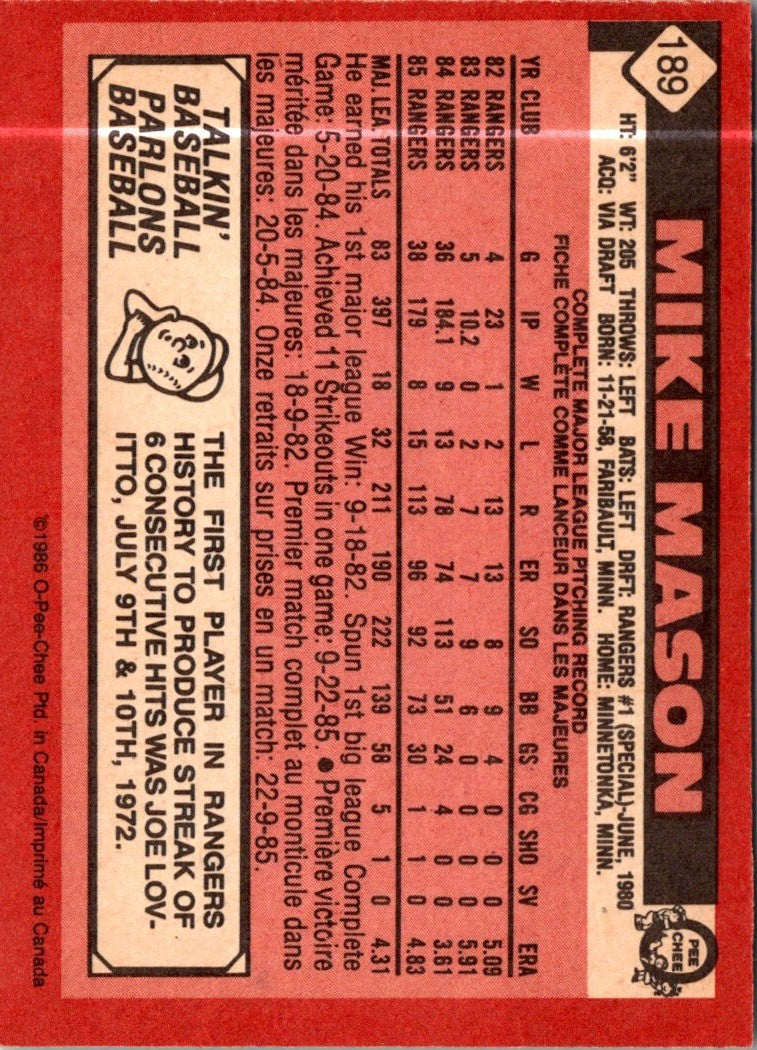 189
MIKE MASON
HT: 6'2" WT: 205 THROWS: LEFT BATS: LEFT DRFT: RANGERS #1 (SPECIAL)-JUNE, 1980
ACQ: VIA DRAFT BORN: 11-21-58, FARIBAULT, MINN. HOME: MINNETONKA, MINN.
O PEE CHEE
COMPLETE MAJOR LEAGUE PITCHING RECORD
FICHE COMPLÈTE COMME LANCEUR DANS LES MAJEURES
YR CLUB G IP W L R ER SO BB GS CG SHO SV ERA
82 RANGERS 4 23 1 2 13 13 8 9 4 0 0 0 5.09
83 RANGERS 5 10.2 0 2 7 7 9 6 0 0 0 0 5.91
84 RANGERS 36 184.1 9 13 78 74 113 51 24 4 0 0 3.61
85 RANGERS 38 179 8 15 113 96 92 73 30 1 1 0 4.83
MAJ. LEA. TOTALS 83 397 18 32 211 190 222 139 58 5 1 0 4.31
He earned his 1st major league Win: 9-18-82. Spun 1st big league Complete
Game: 5-20-84. Achieved 11 Strikeouts in one game: 9-22-85. ● Première victoire
méritée dans les majeures: 18-9-82. Premier match complet au monticule dans
les majeures: 20-5-84. Onze retraits sur prises en un match: 22-9-85.
TALKIN'
BASEBALL
PARLONS
BASEBALL
THE FIRST PLAYER IN RANGERS
HISTORY TO PRODUCE STREAK OF
6 CONSECUTIVE HITS WAS JOE LOV-
ITTO, JULY 9TH & 10TH, 1972.
©1986 O-Pee-Chee Ptd. in Canada/Imprimé au Canada